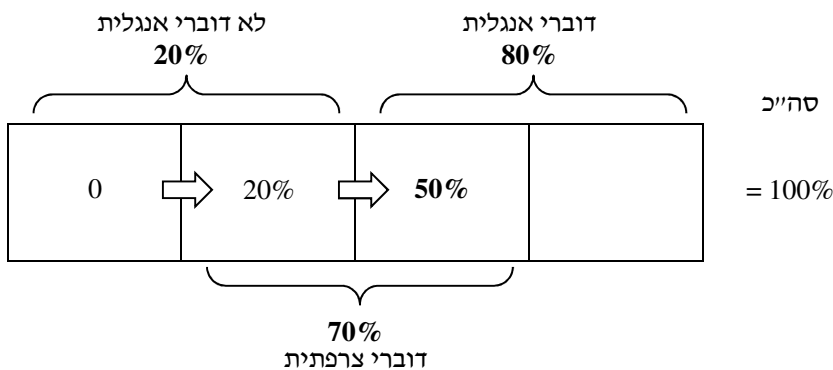 לא דוברי אנגלית
20%
דוברי אנגלית
80%
סה״כ
0
20%
50%
= 100%
70%
דוברי צרפתית